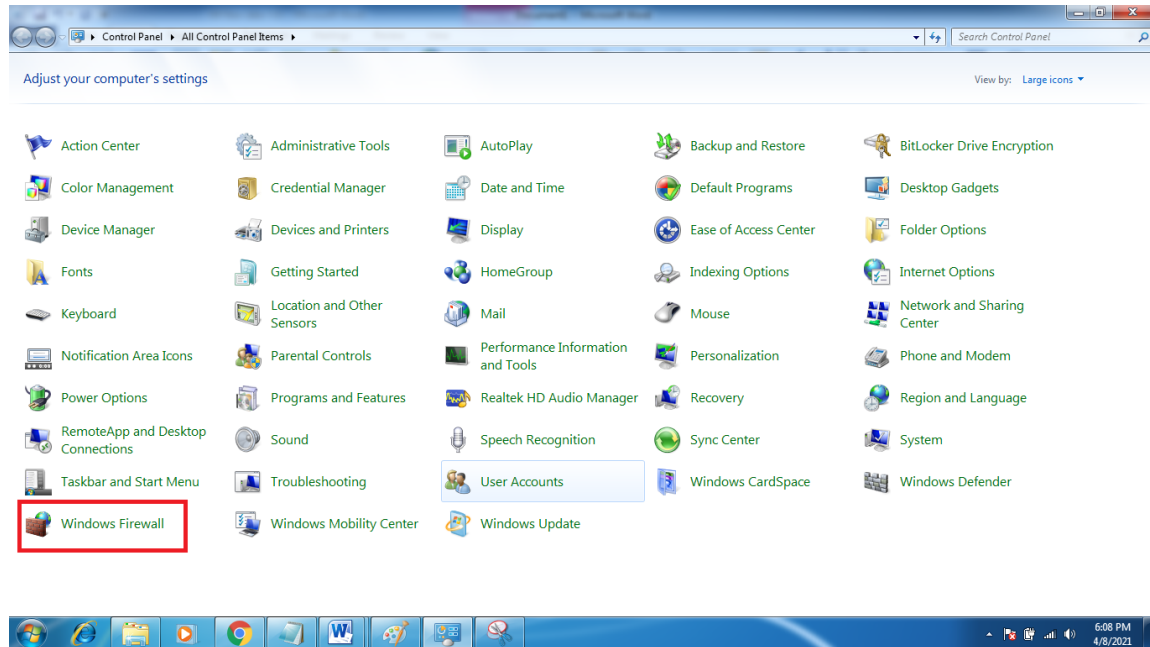 Document1 - Microsoft Word
Control Panel All Control Panel Items
Search Control Panel
Adjust your computer's settings
View by: Large icons
Action Center
Administrative Tools
AutoPlay
Backup and Restore
BitLocker Drive Encryption
Color Management
Credential Manager
Date and Time
Default Programs
Desktop Gadgets
Device Manager
Devices and Printers
Display
Ease of Access Center
Folder Options
Fonts
Getting Started
HomeGroup
Indexing Options
Internet Options
Keyboard
Location and Other
Sensors
Mail
Mouse
Network and Sharing
Center
Notification Area Icons
Parental Controls
Performance Information
and Tools
Personalization
Phone and Modem
Power Options
Programs and Features
Realtek HD Audio Manager
Recovery
Region and Language
RemoteApp and Desktop
Connections
Sound
Speech Recognition
Sync Center
System
Taskbar and Start Menu
Troubleshooting
User Accounts
Windows CardSpace
Windows Defender
Windows Firewall
Windows Mobility Center
Windows Update
6:08 PM
4/8/2021